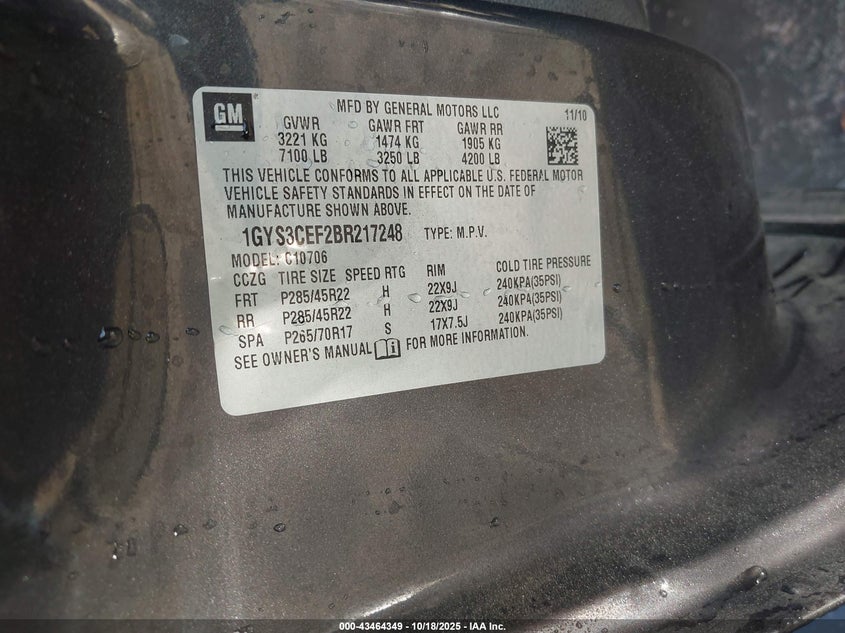 GM
MFD BY GENERAL MOTORS LLC 11/10
GVWR GAWR FRT GAWR RR
3221 KG 1474 KG 1905 KG
7100 LB 3250 LB 4200 LB
THIS VEHICLE CONFORMS TO ALL APPLICABLE U.S. FEDERAL MOTOR
VEHICLE SAFETY STANDARDS IN EFFECT ON THE DATE OF
MANUFACTURE SHOWN ABOVE.
1GYS3CEF2BR217248 TYPE: M.P.V.
MODEL: C10706
CCZG TIRE SIZE SPEED RTG RIM COLD TIRE PRESSURE
FRT P285/45R22 H 22X9J 240KPA(35PSI)
RR P285/45R22 H 22X9J 240KPA(35PSI)
SPA P265/70R17 S 17X7.5J 240KPA(35PSI)
SEE OWNER'S MANUAL FOR MORE INFORMATION.
000-43464349 - 10/18/2025 - IAA Inc.